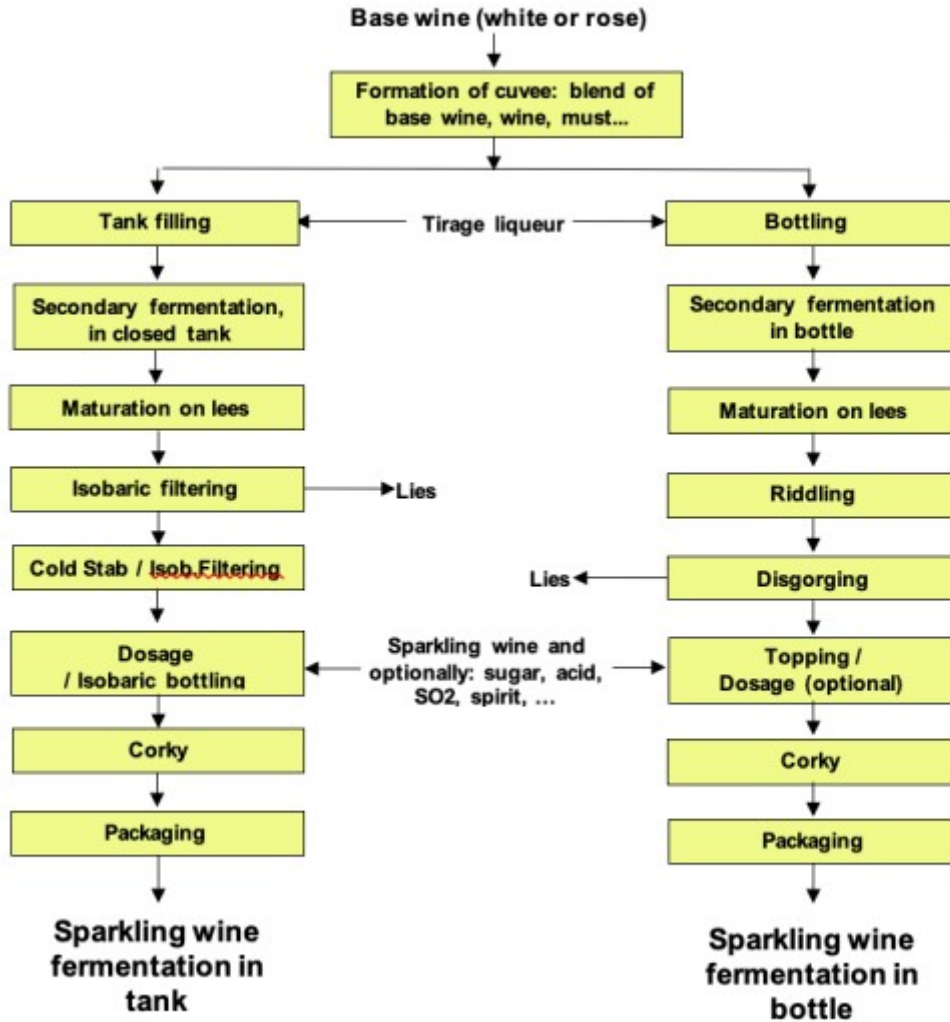 Base wine (white or rose)
Formation of cuvee: blend of
base wine, wine, must...
Tank filling
Tirage liqueur
Bottling
Secondary fermentation,
in closed tank
Secondary fermentation
in bottle
Maturation on lees
Maturation on lees
Isobaric filtering
Lies
Riddling
Cold Stab / Isob.Filtering
Lies
Disgorging
Dosage
/ Isobaric bottling
Sparkling wine and
optionally: sugar, acid,
SO2, spirit, ...
Topping /
Dosage (optional)
Corky
Corky
Packaging
Packaging
Sparkling wine
fermentation in
tank
Sparkling wine
fermentation in
bottle